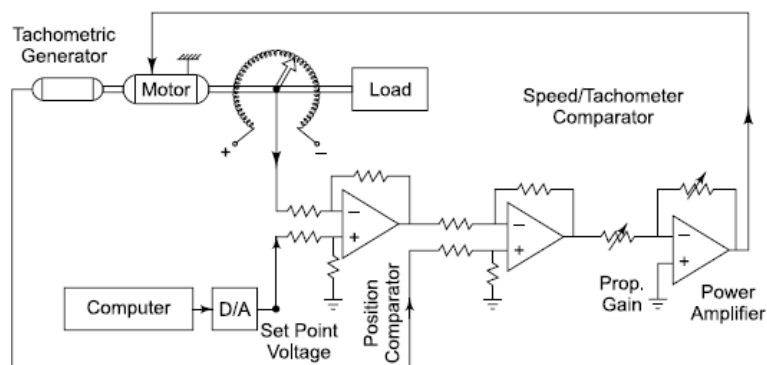 Tachometric
Generator
Motor
Load
+
−
Speed/Tachometer
Comparator
−
+
−
+
−
+
Computer
D/A
Set Point
Voltage
Position
Comparator
Prop.
Gain
Power
Amplifier